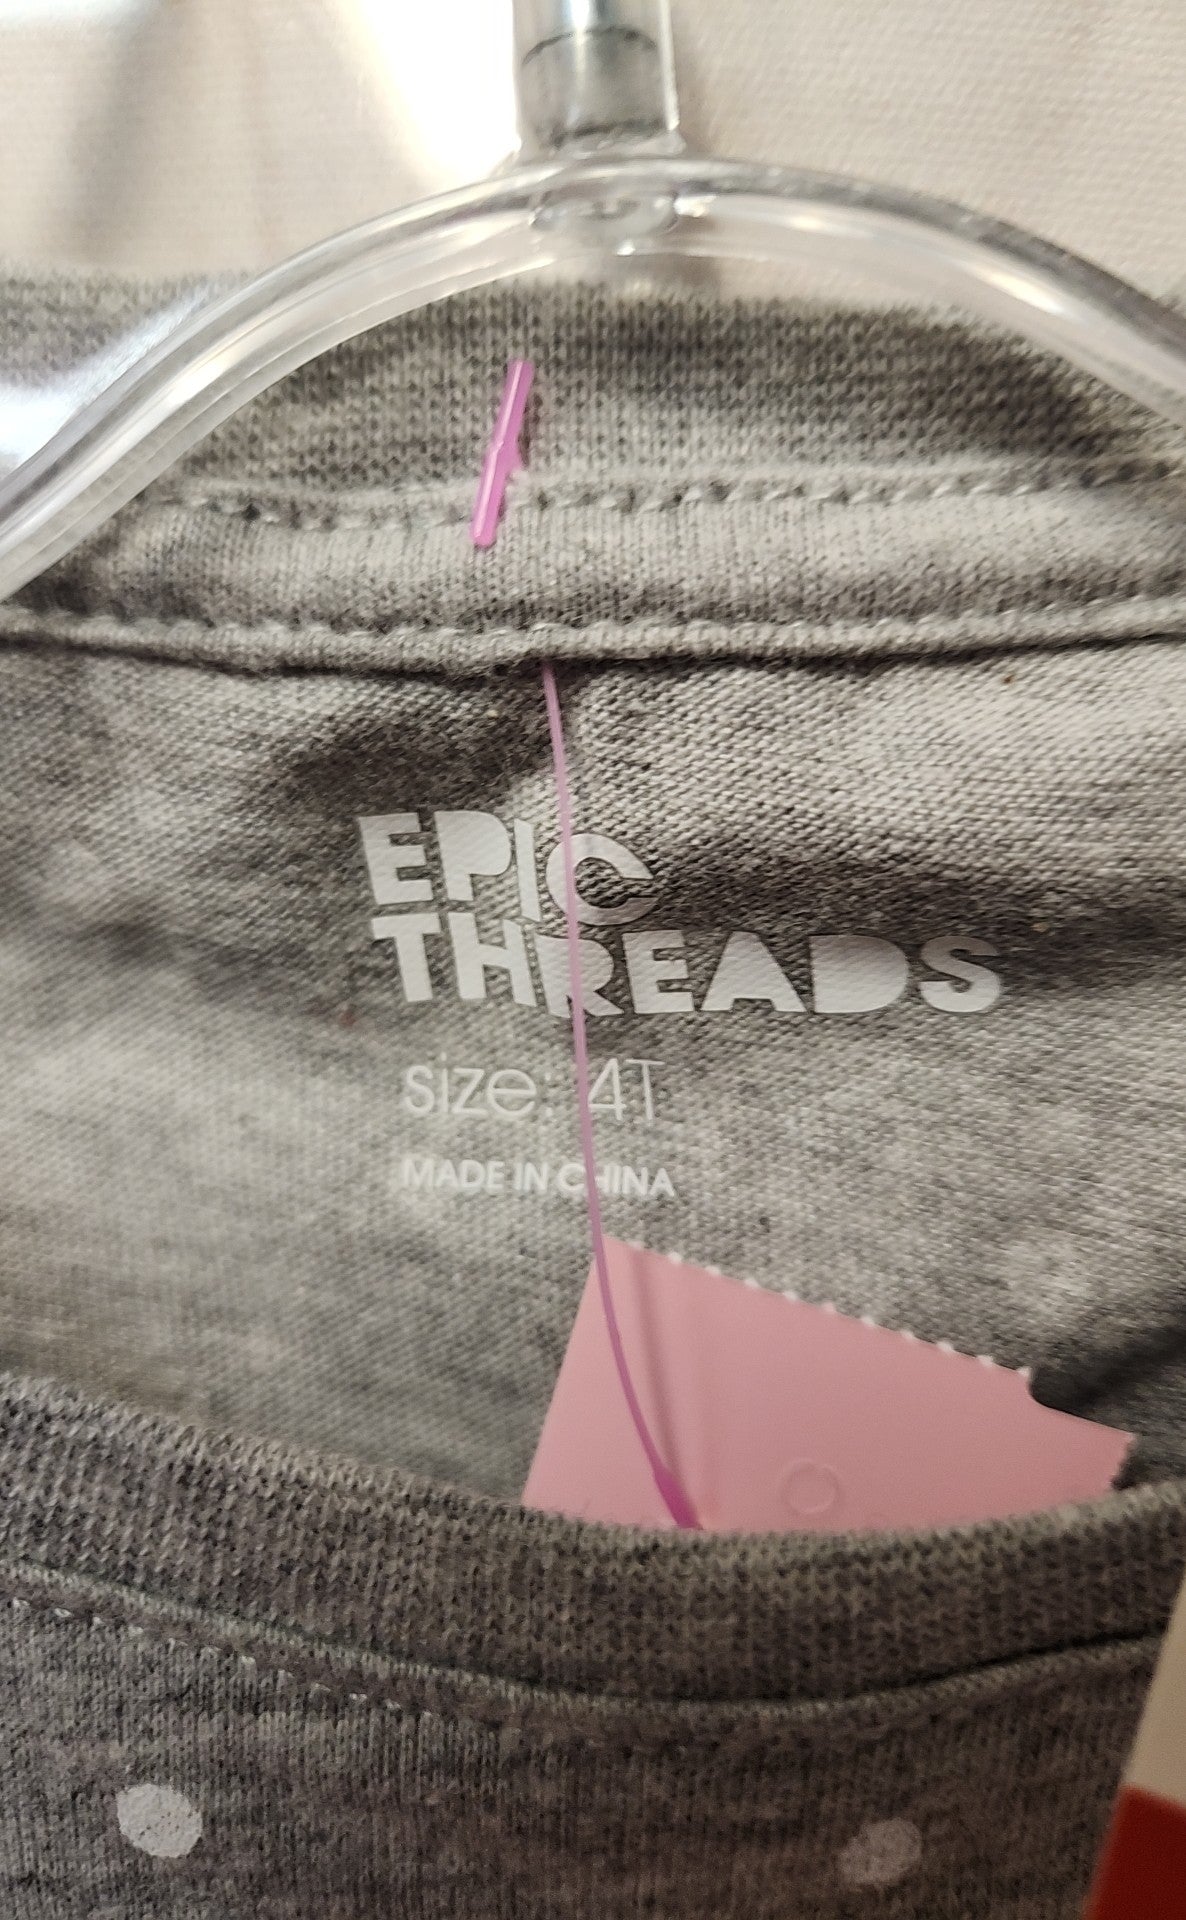 EPIC
THREADS
size: 4T
MADE IN CHINA